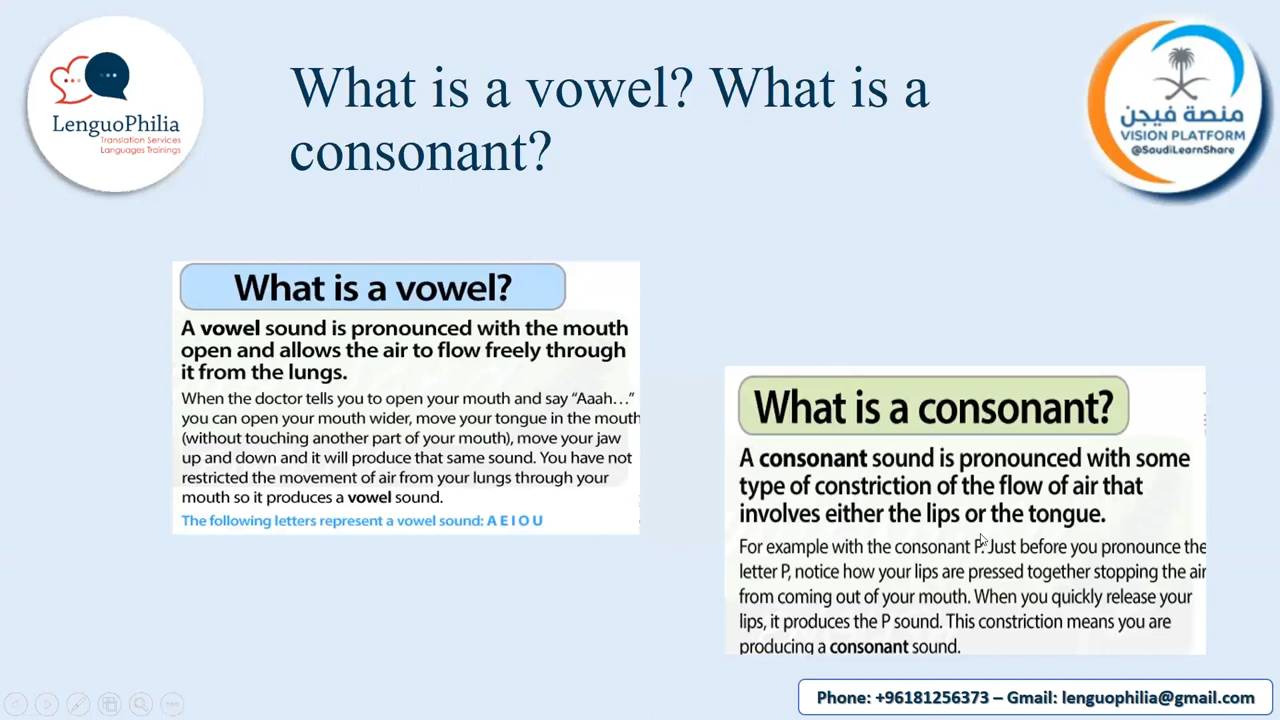 LenguoPhilia
Translation Services
Languages Trainings
What is a vowel? What is a
consonant?
منصة فيجن
VISION PLATFORM
@SaudiLearnShare
What is a vowel?
A vowel sound is pronounced with the mouth
open and allows the air to flow freely through
it from the lungs.
When the doctor tells you to open your mouth and say “Aaah…”
you can open your mouth wider, move your tongue in the mouth
(without touching another part of your mouth), move your jaw
up and down and it will produce that same sound. You have not
restricted the movement of air from your lungs through your
mouth so it produces a vowel sound.
The following letters represent a vowel sound: A E I O U
What is a consonant?
A consonant sound is pronounced with some
type of constriction of the flow of air that
involves either the lips or the tongue.
For example with the consonant P. Just before you pronounce the
letter P, notice how your lips are pressed together stopping the air
from coming out of your mouth. When you quickly release your
lips, it produces the P sound. This constriction means you are
producing a consonant sound.
Phone: +96181256373 – Gmail: lenguophilia@gmail.com